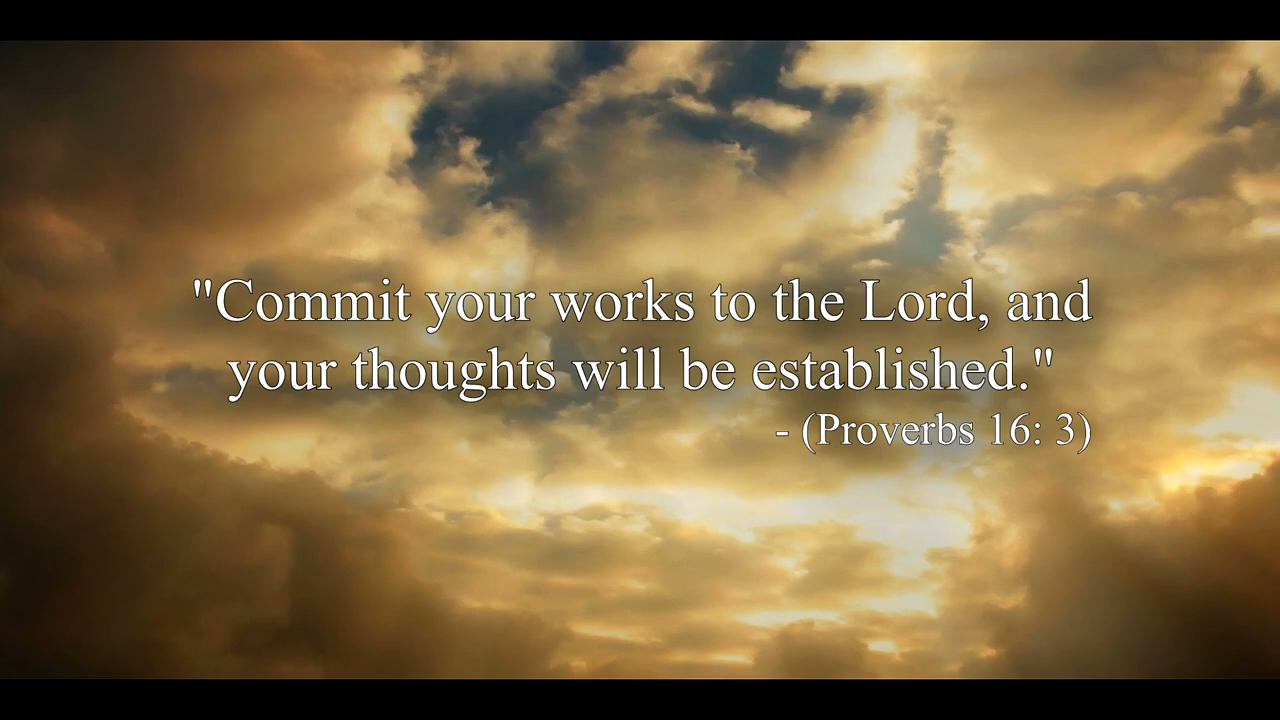 "Commit your works to the Lord, and
your thoughts will be established."
- (Proverbs 16: 3)